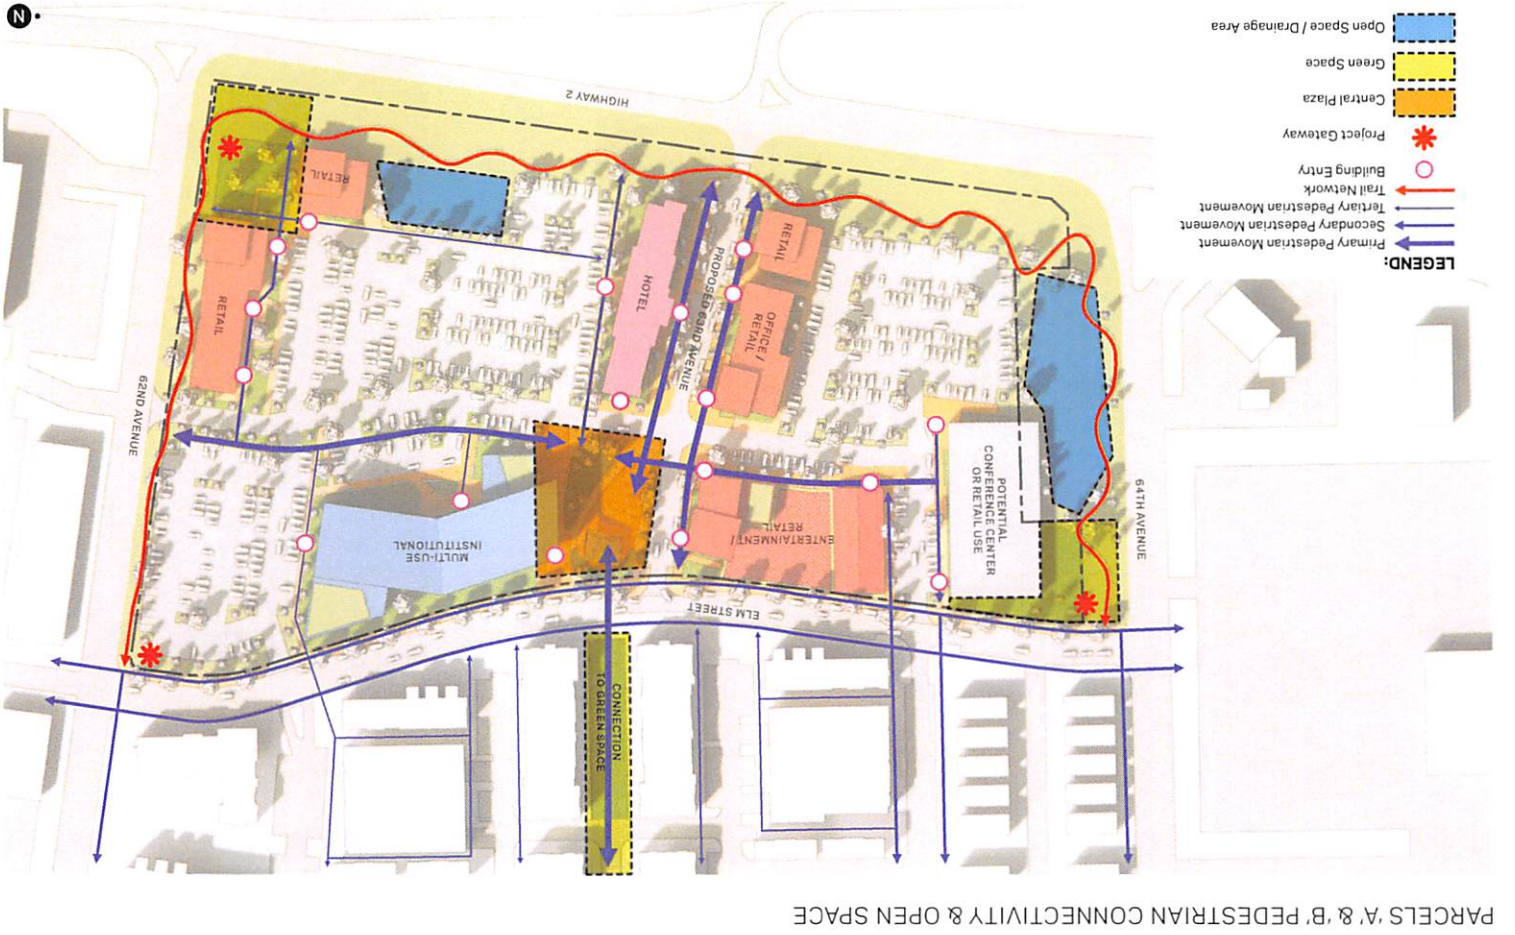 PARCELS 'A' & 'B' PEDESTRIAN CONNECTIVITY & OPEN SPACE
LEGEND:
Primary Pedestrian Movement
Secondary Pedestrian Movement
Tertiary Pedestrian Movement
Trail Network
Building Entry
Project Gateway
Central Plaza
Green Space
Open Space / Drainage Area
CONNECTION
TO GREEN SPACE
ELM STREET
64TH AVENUE
POTENTIAL
CONFERENCE CENTER
OR RETAIL USE
ENTERTAINMENT /
RETAIL
MULTI-USE
INSTITUTIONAL
62ND AVENUE
OFFICE /
RETAIL
PROPOSED 63RD AVENUE
HOTEL
RETAIL
RETAIL
RETAIL
HIGHWAY 2
N